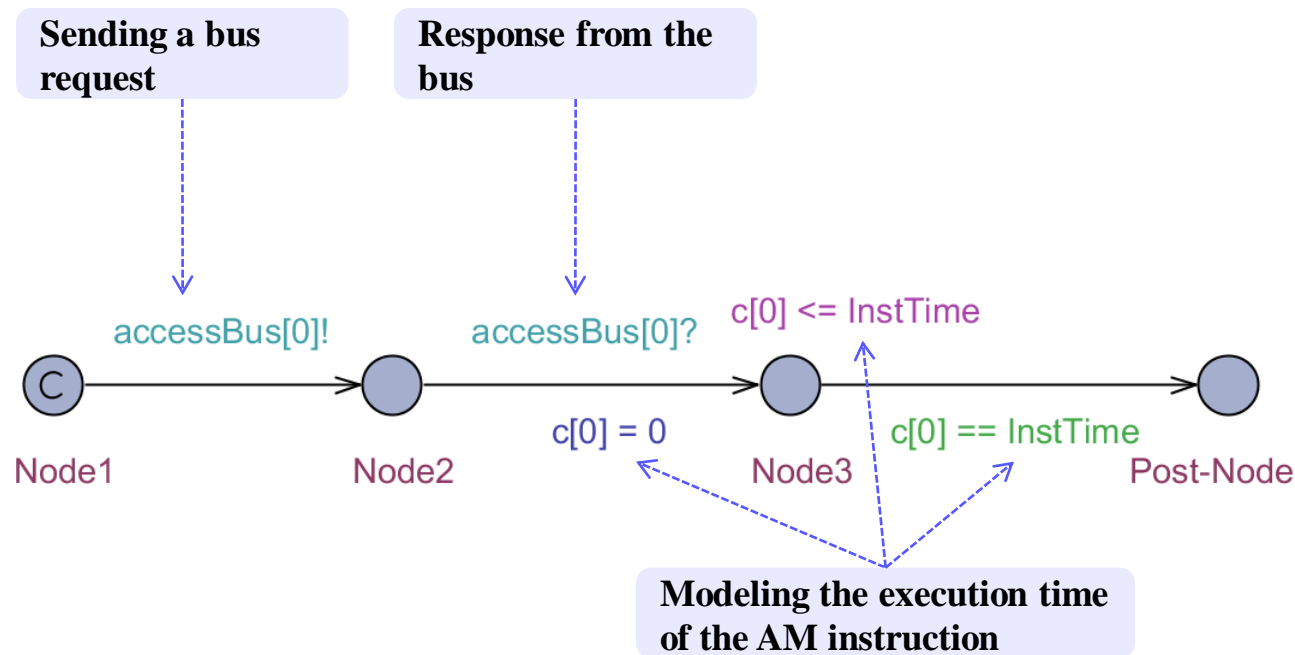 Sending a bus
request
Response from the
bus
accessBus[0]!
accessBus[0]?
c[0] <= InstTime
C
c[0] = 0
c[0] == InstTime
Node1
Node2
Node3
Post-Node
Modeling the execution time
of the AM instruction